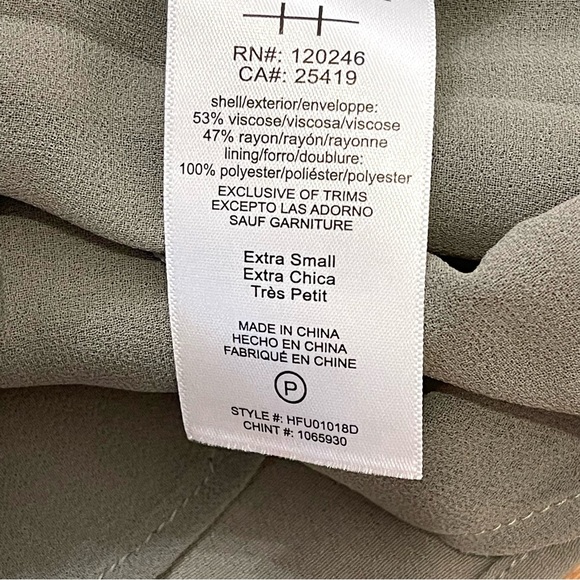 H
RN#: 120246
CA#: 25419
shell/exterior/enveloppe:
53% viscose/viscosa/viscose
47% rayon/rayón/rayonne
lining/forro/doublure:
100% polyester/poliéster/polyester
EXCLUSIVE OF TRIMS
EXCEPTO LAS ADORNO
SAUF GARNITURE
Extra Small
Extra Chica
Très Petit
MADE IN CHINA
HECHO EN CHINA
FABRIQUÉ EN CHINE
P
STYLE #: HFU01018D
CHINT #: 1065930